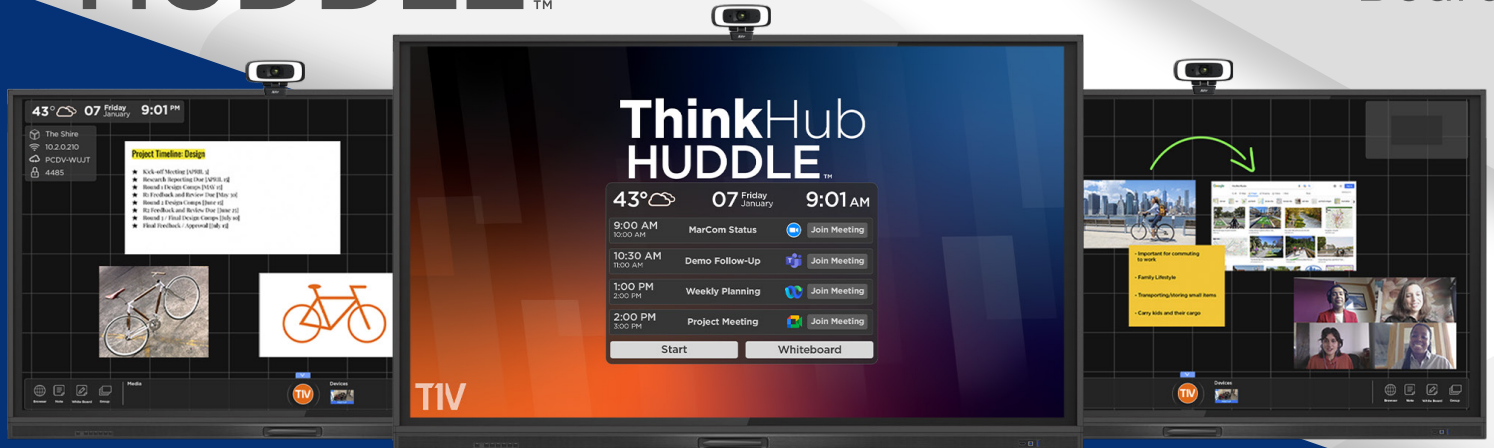 HUDDLE™
Board
43° 07 Friday January 9:01 PM
The Shire
10.2.0.210
PCDV-WUJT
4485
Project Timeline: Design
★ Kick-off Meeting [APRIL 3]
★ Research Reporting Due [APRIL 15]
★ Round 1 Design Comps [MAY 15]
★ R1 Feedback and Review Due [May 30]
★ Round 2 Design Comps [June 15]
★ R2 Feedback and Review Due [June 25]
★ Round 3 / Final Design Comps [July 10]
★ Final Feedback / Approval [July 15]
Browser Note White Board Group
Media
T1V
Devices
ThinkHub
HUDDLE™
43° 07 Friday January 9:01 AM
9:00 AM
10:00 AM
MarCom Status
Join Meeting
10:30 AM
11:00 AM
Demo Follow-Up
Join Meeting
1:00 PM
2:00 PM
Weekly Planning
Join Meeting
2:00 PM
3:00 PM
Project Meeting
Join Meeting
Start
Whiteboard
T1V
Google
- Important for commuting
to work
- Family Lifestyle
- Transporting/storing small items
- Carry kids and their cargo
T1V
Devices
Browser Note White Board Group